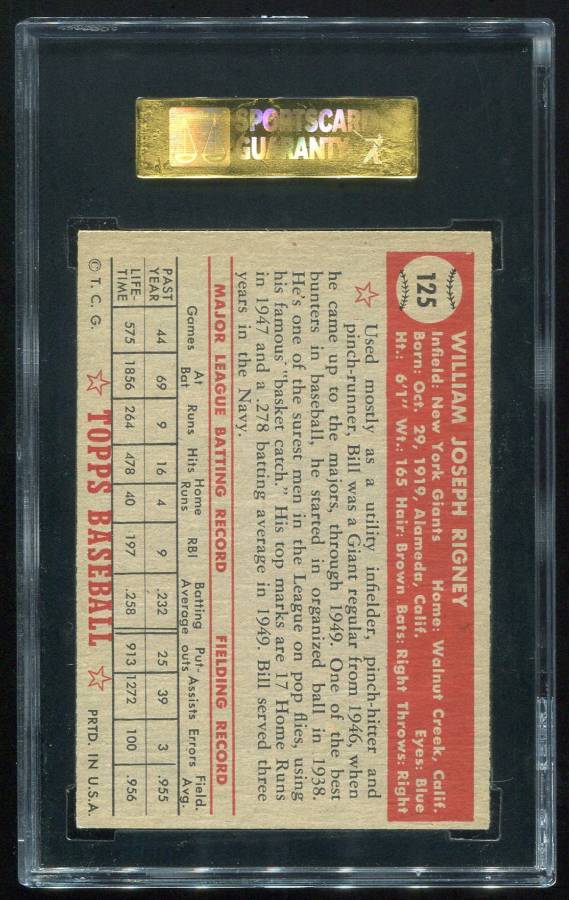 SPORTSCARD
GUARANTY
125
WILLIAM JOSEPH RIGNEY
Infield: New York Giants Home: Walnut Creek, Calif.
Born: Oct. 29, 1919, Alameda, Calif. Eyes: Blue
Ht.: 6'1" Wt.: 165 Hair: Brown Bats: Right Throws: Right
Used mostly as a utility infielder, pinch-hitter and
pinch-runner, Bill was a Giant regular from 1946, when
he came up to the majors, through 1949. One of the best
bunters in baseball, he started in organized ball in 1938.
He's one of the surest men in the League on pop flies, using
his famous "basket catch." His top marks are 17 Home Runs
in 1947 and a .278 batting average in 1949. Bill served three
years in the Navy.
MAJOR LEAGUE BATTING RECORD FIELDING RECORD
Games At Bat Runs Hits Home Runs RBI Batting Average Put-outs Assists Errors Field. Avg.
PAST YEAR 44 69 9 16 4 9 .232 25 39 3 .955
LIFE-TIME 575 1856 264 478 40 197 .258 913 1272 100 .956
© T. C. G. TOPPS BASEBALL PRTD. IN U.S.A.